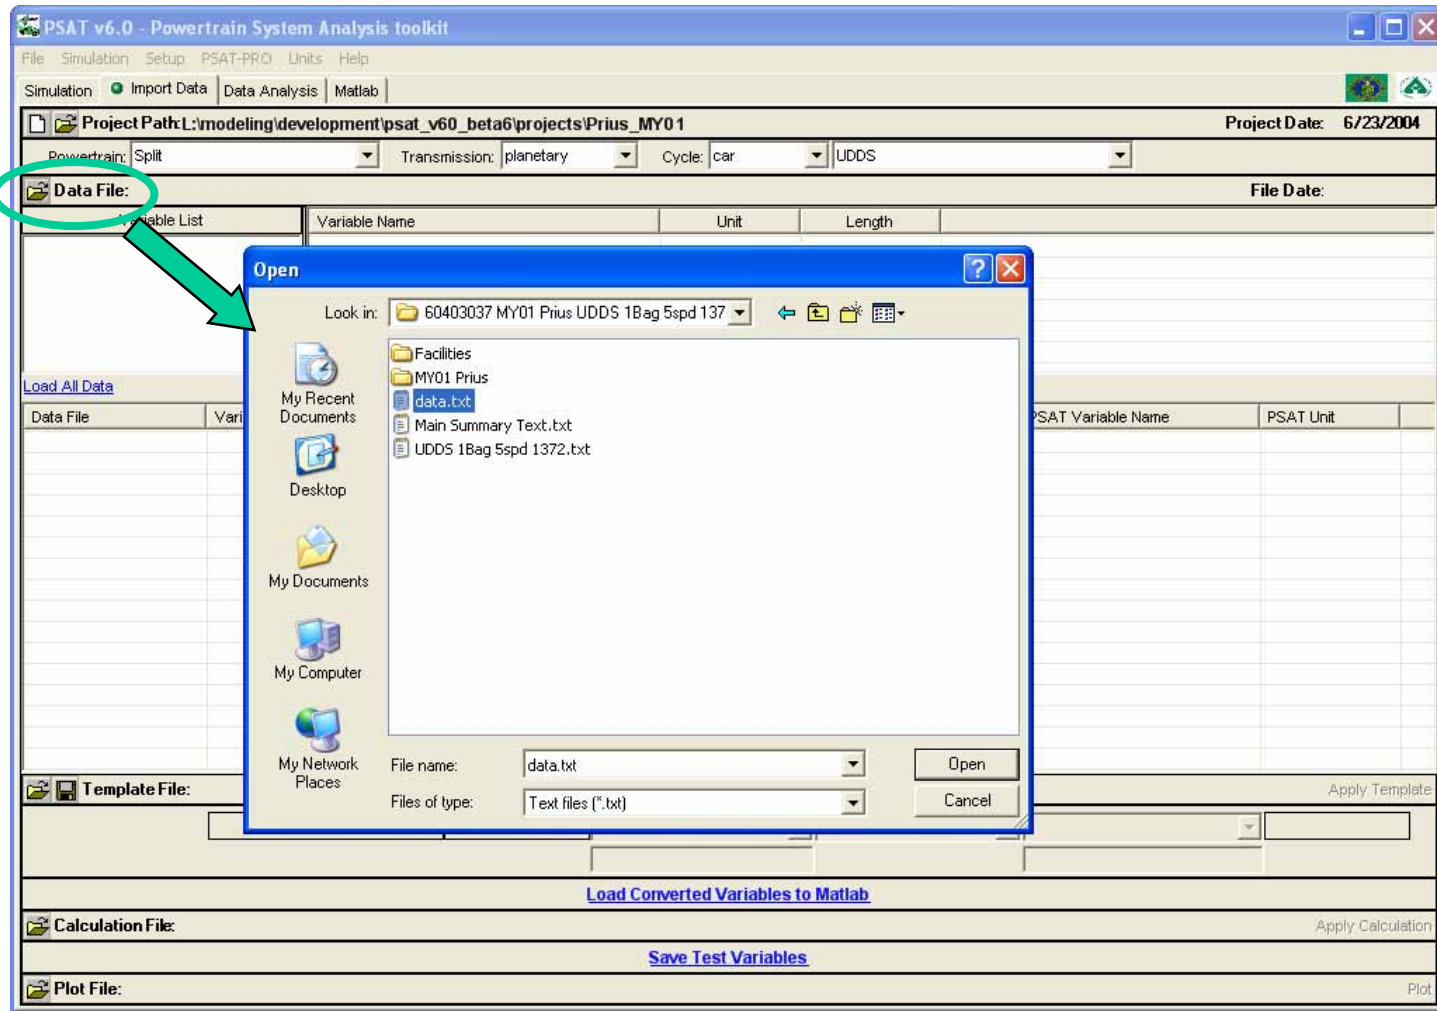 PSAT v6.0 - Powertrain System Analysis toolkit
File Simulation Setup PSAT-PRO Units Help
Simulation Import Data Data Analysis Matlab
Project Path: L:\modeling\development\psat_v60_beta6\projects\Prius_MY01 Project Date: 6/23/2004
Powertrain: Split Transmission: planetary Cycle: car UDDS
Data File: File Date:
Variable List Variable Name Unit Length
Open
Look in: 60403037 MY01 Prius UDDS 1Bag 5spd 137
Facilities
MY01 Prius
data.txt
Main Summary Text.txt
UDDS 1Bag 5spd 1372.txt
My Recent
Documents
Desktop
My Documents
My Computer
My Network
Places
Load All Data
Data File Vari PSAT Variable Name PSAT Unit
File name: data.txt Open
Files of type: Text files (*.txt) Cancel
Template File: Apply Template
Load Converted Variables to Matlab
Calculation File: Apply Calculation
Save Test Variables
Plot File: Plot